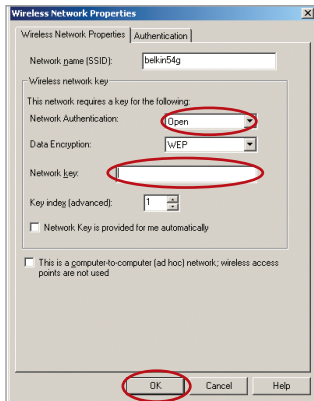 Wireless Network Properties
Wireless Network Properties
Authentication
Network name (SSID):
belkin54g
Wireless network key
This network requires a key for the following:
Network Authentication:
Open
Data Encryption:
WEP
Network key:
Key index (advanced):
1
Network Key is provided for me automatically
This is a computer-to-computer (ad hoc) network; wireless access
points are not used
OK
Cancel
Help